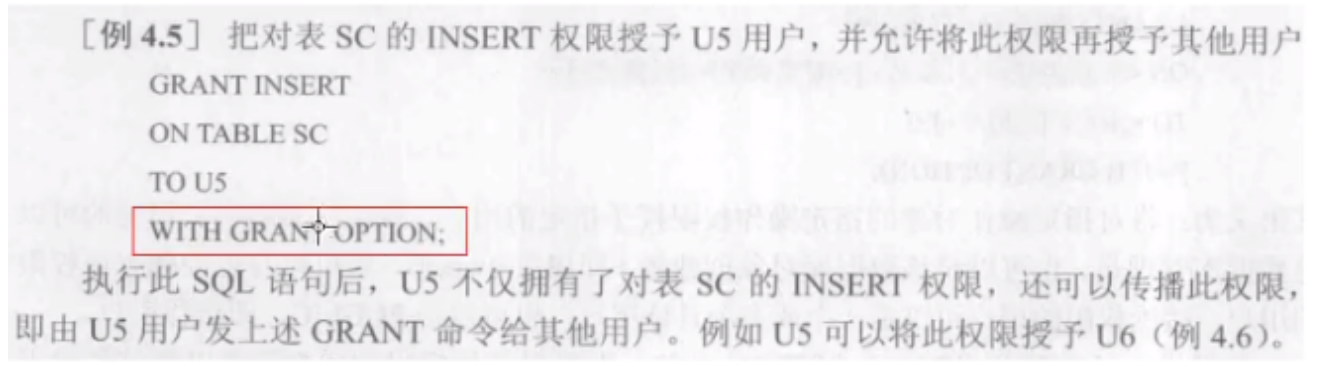 ［例 4.5］ 把对表 SC 的 INSERT 权限授予 U5 用户，并允许将此权限再授予其他用户
GRANT INSERT
ON TABLE SC
TO U5
WITH GRANT OPTION;
执行此 SQL 语句后，U5 不仅拥有了对表 SC 的 INSERT 权限，还可以传播此权限，
即由 U5 用户发上述 GRANT 命令给其他用户。例如 U5 可以将此权限授予 U6（例 4.6）。